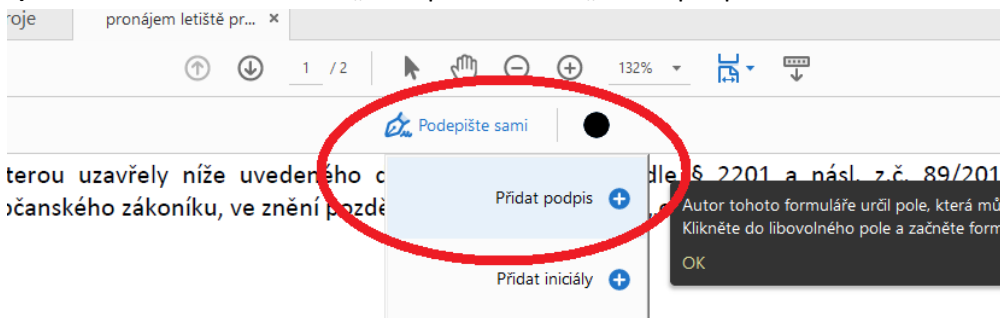 roje pronájem letiště pr... ×
1 / 2 132%
Podepište sami
terou uzavřely níže uvedeného d dle § 2201 a násl. z.č. 89/201
očanského zákoníku, ve znění pozdě
Přidat podpis
Autor tohoto formuláře určil pole, která mů
Klikněte do libovolného pole a začněte form
OK
Přidat iniciály